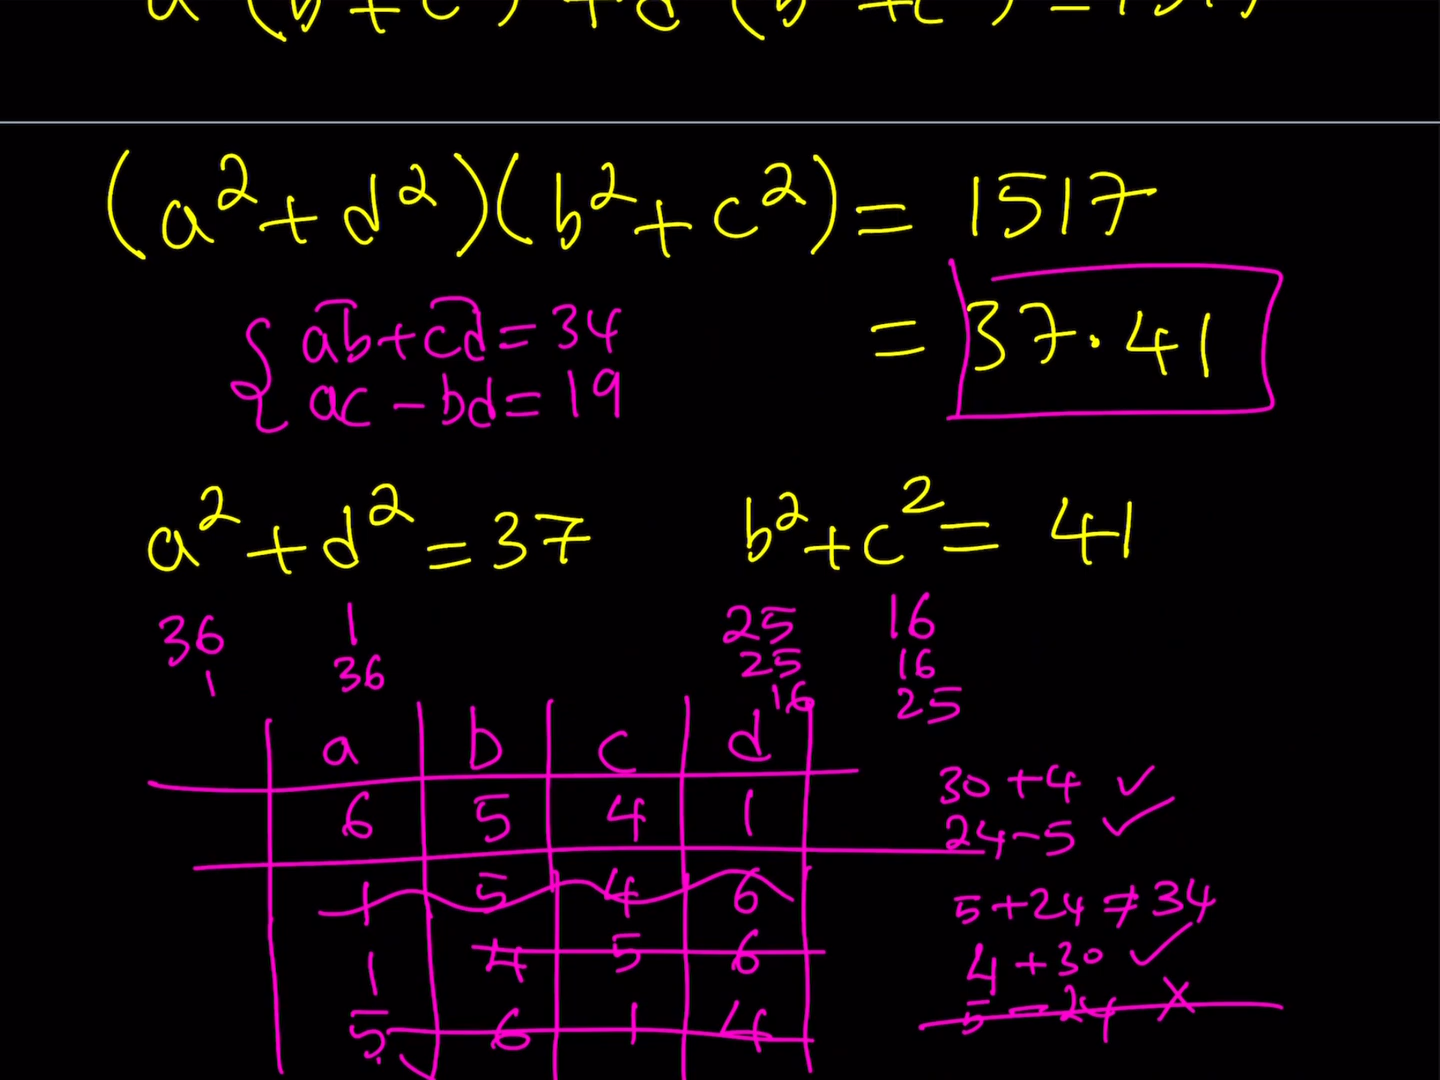 (a²+d²)(b²+c²) = 1517
{ ab+cd=34
= 37·41
ac-bd=19
a²+d²=37 b²+c²=41
36 1 25 16
1 36 25 16
16 25
a b c d
30+4 ✓
6 5 4 1
24-5 ✓
1 5 4 6
5+24≠34
1 4 5 6
4+30 ✓
5-24 X
5 6 1 4